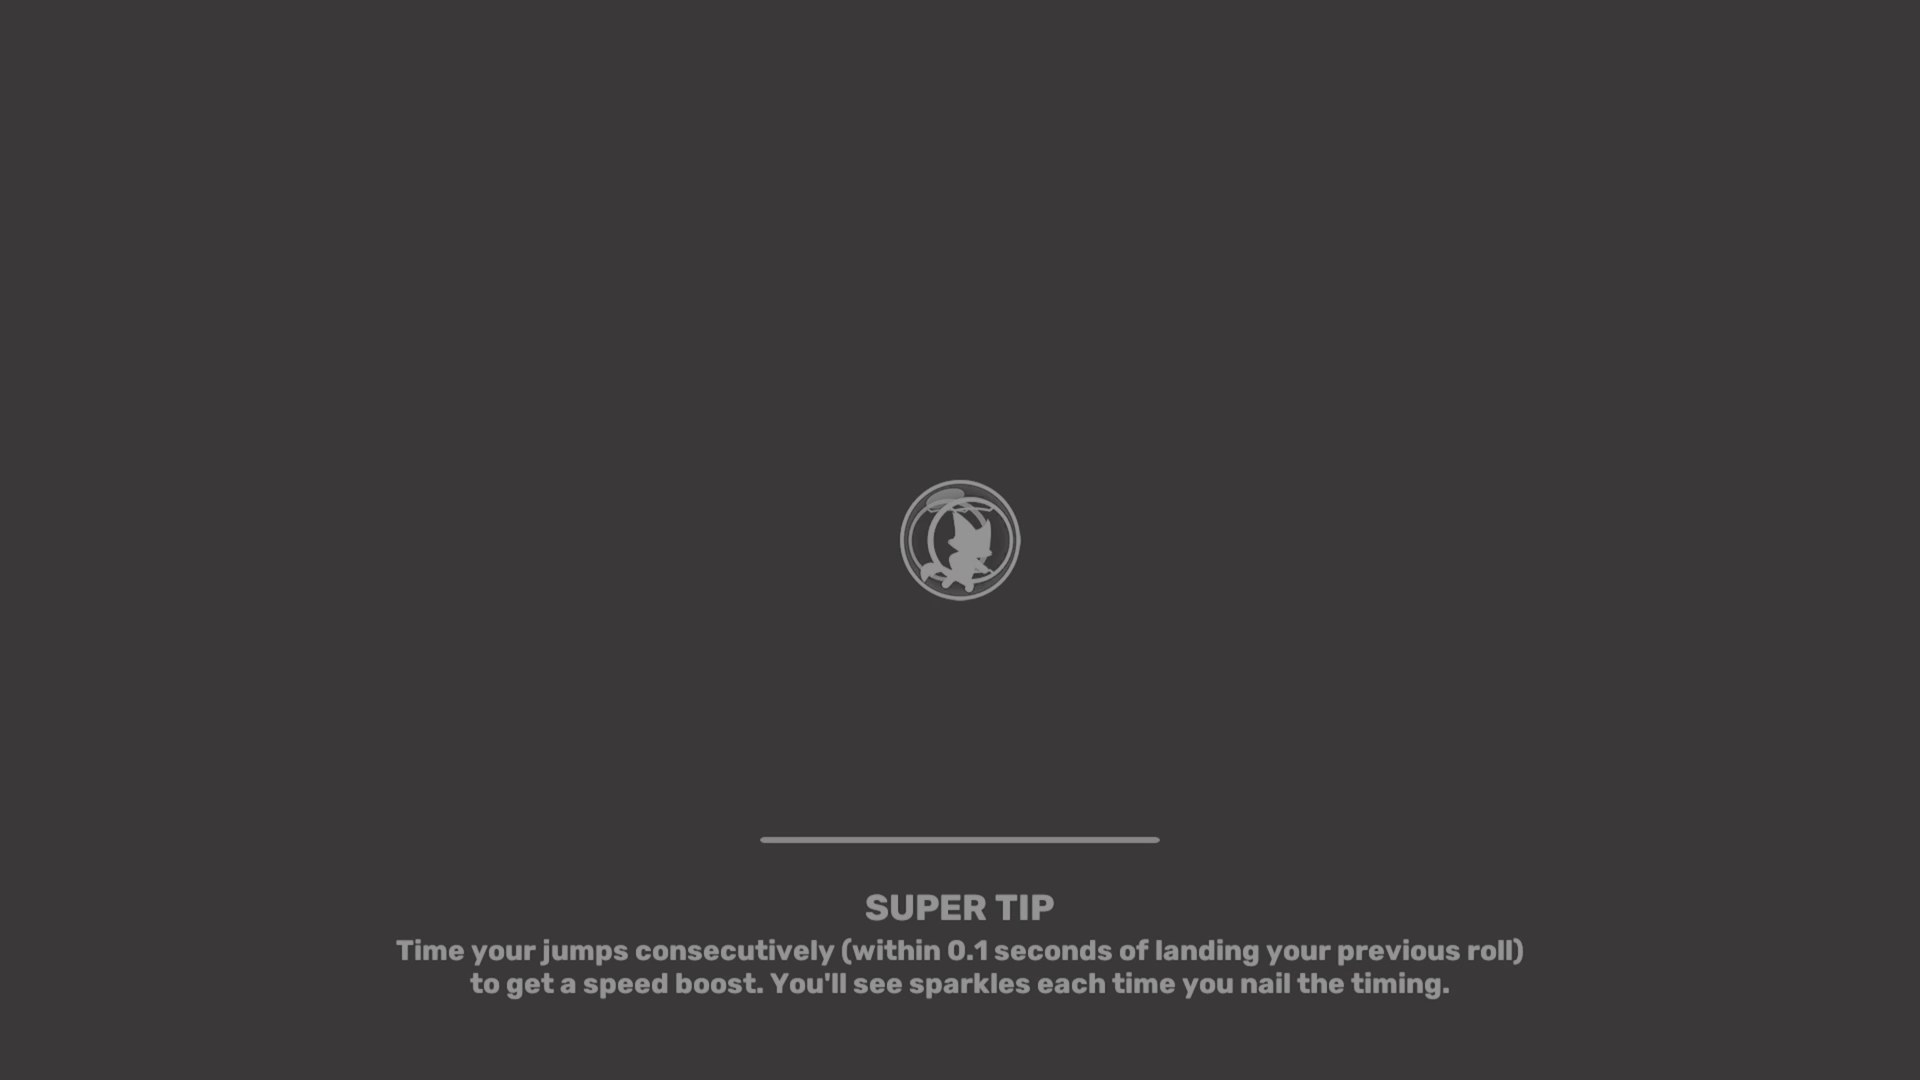 SUPER TIP
Time your jumps consecutively (within 0.1 seconds of landing your previous roll)
to get a speed boost. You'll see sparkles each time you nail the timing.